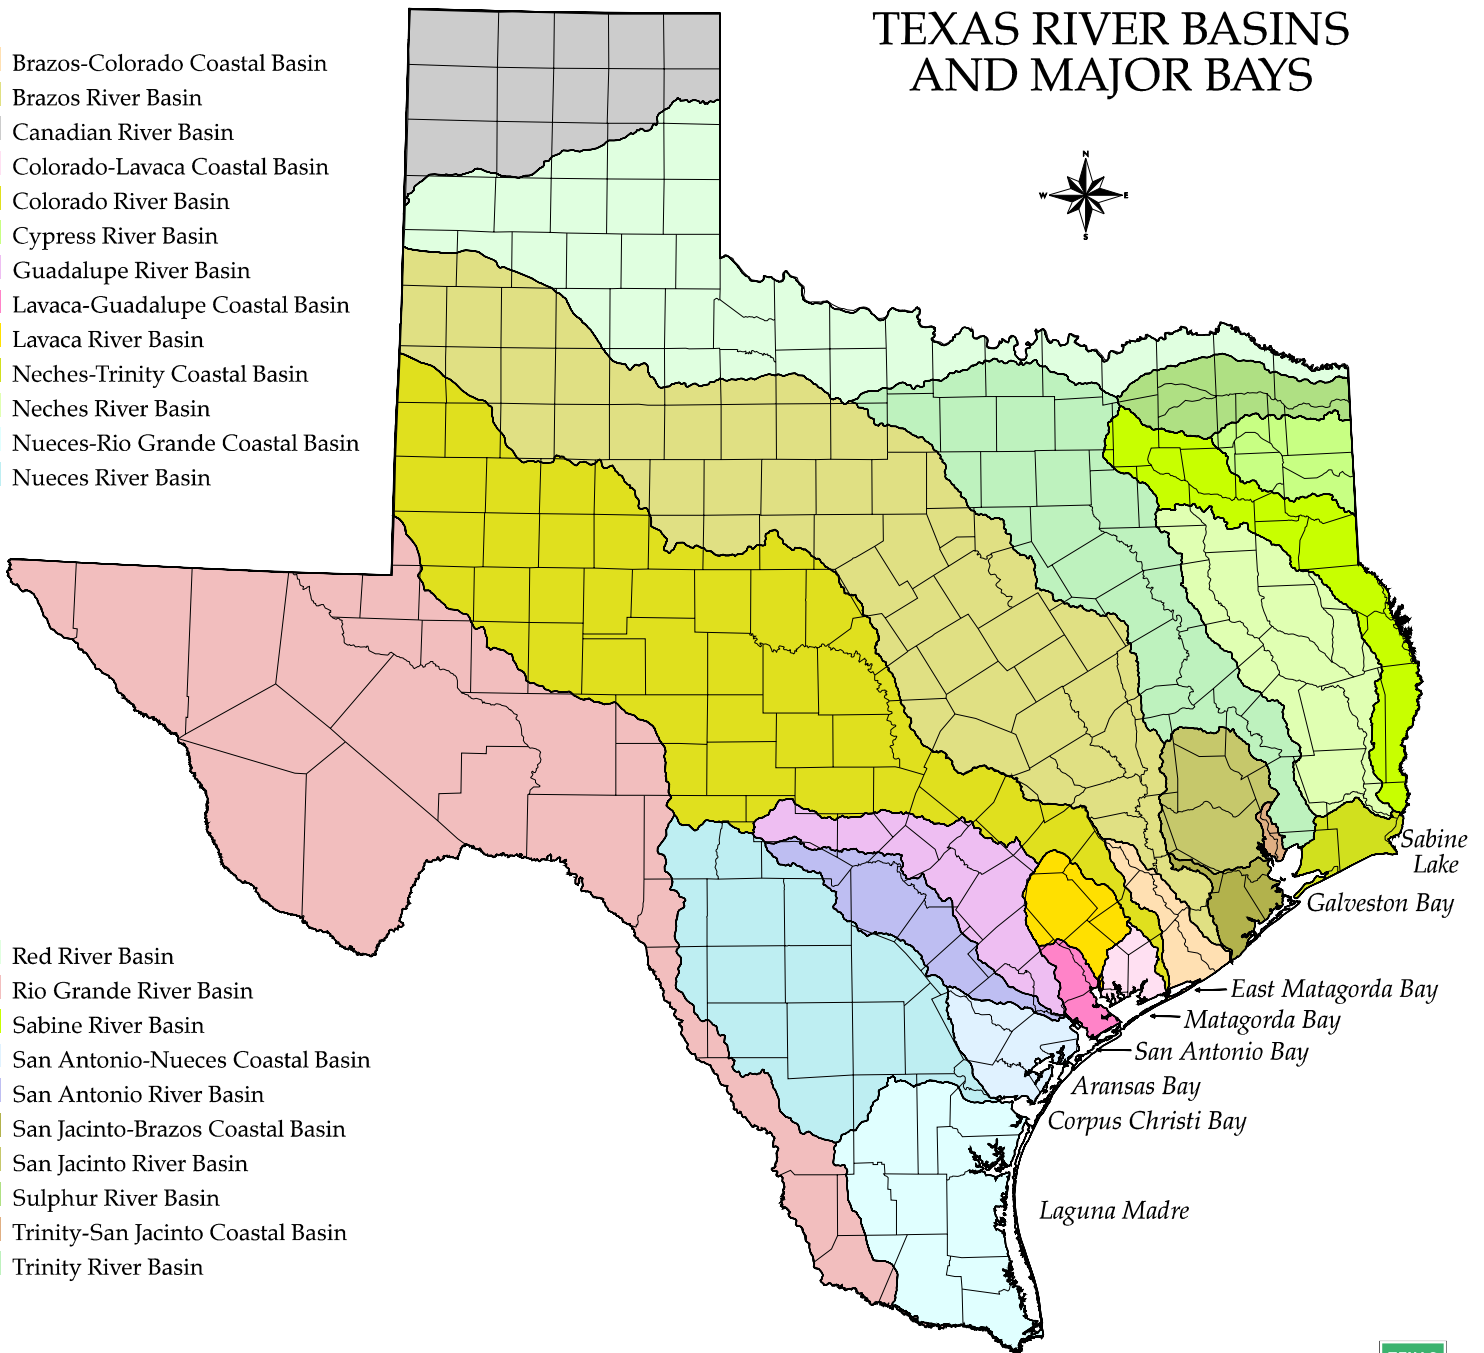 TEXAS RIVER BASINS
AND MAJOR BAYS
Brazos-Colorado Coastal Basin
Brazos River Basin
Canadian River Basin
Colorado-Lavaca Coastal Basin
Colorado River Basin
Cypress River Basin
Guadalupe River Basin
Lavaca-Guadalupe Coastal Basin
Lavaca River Basin
Neches-Trinity Coastal Basin
Neches River Basin
Nueces-Rio Grande Coastal Basin
Nueces River Basin
N
W E
S
Sabine
Lake
Galveston Bay
East Matagorda Bay
Matagorda Bay
San Antonio Bay
Aransas Bay
Corpus Christi Bay
Laguna Madre
Red River Basin
Rio Grande River Basin
Sabine River Basin
San Antonio-Nueces Coastal Basin
San Antonio River Basin
San Jacinto-Brazos Coastal Basin
San Jacinto River Basin
Sulphur River Basin
Trinity-San Jacinto Coastal Basin
Trinity River Basin